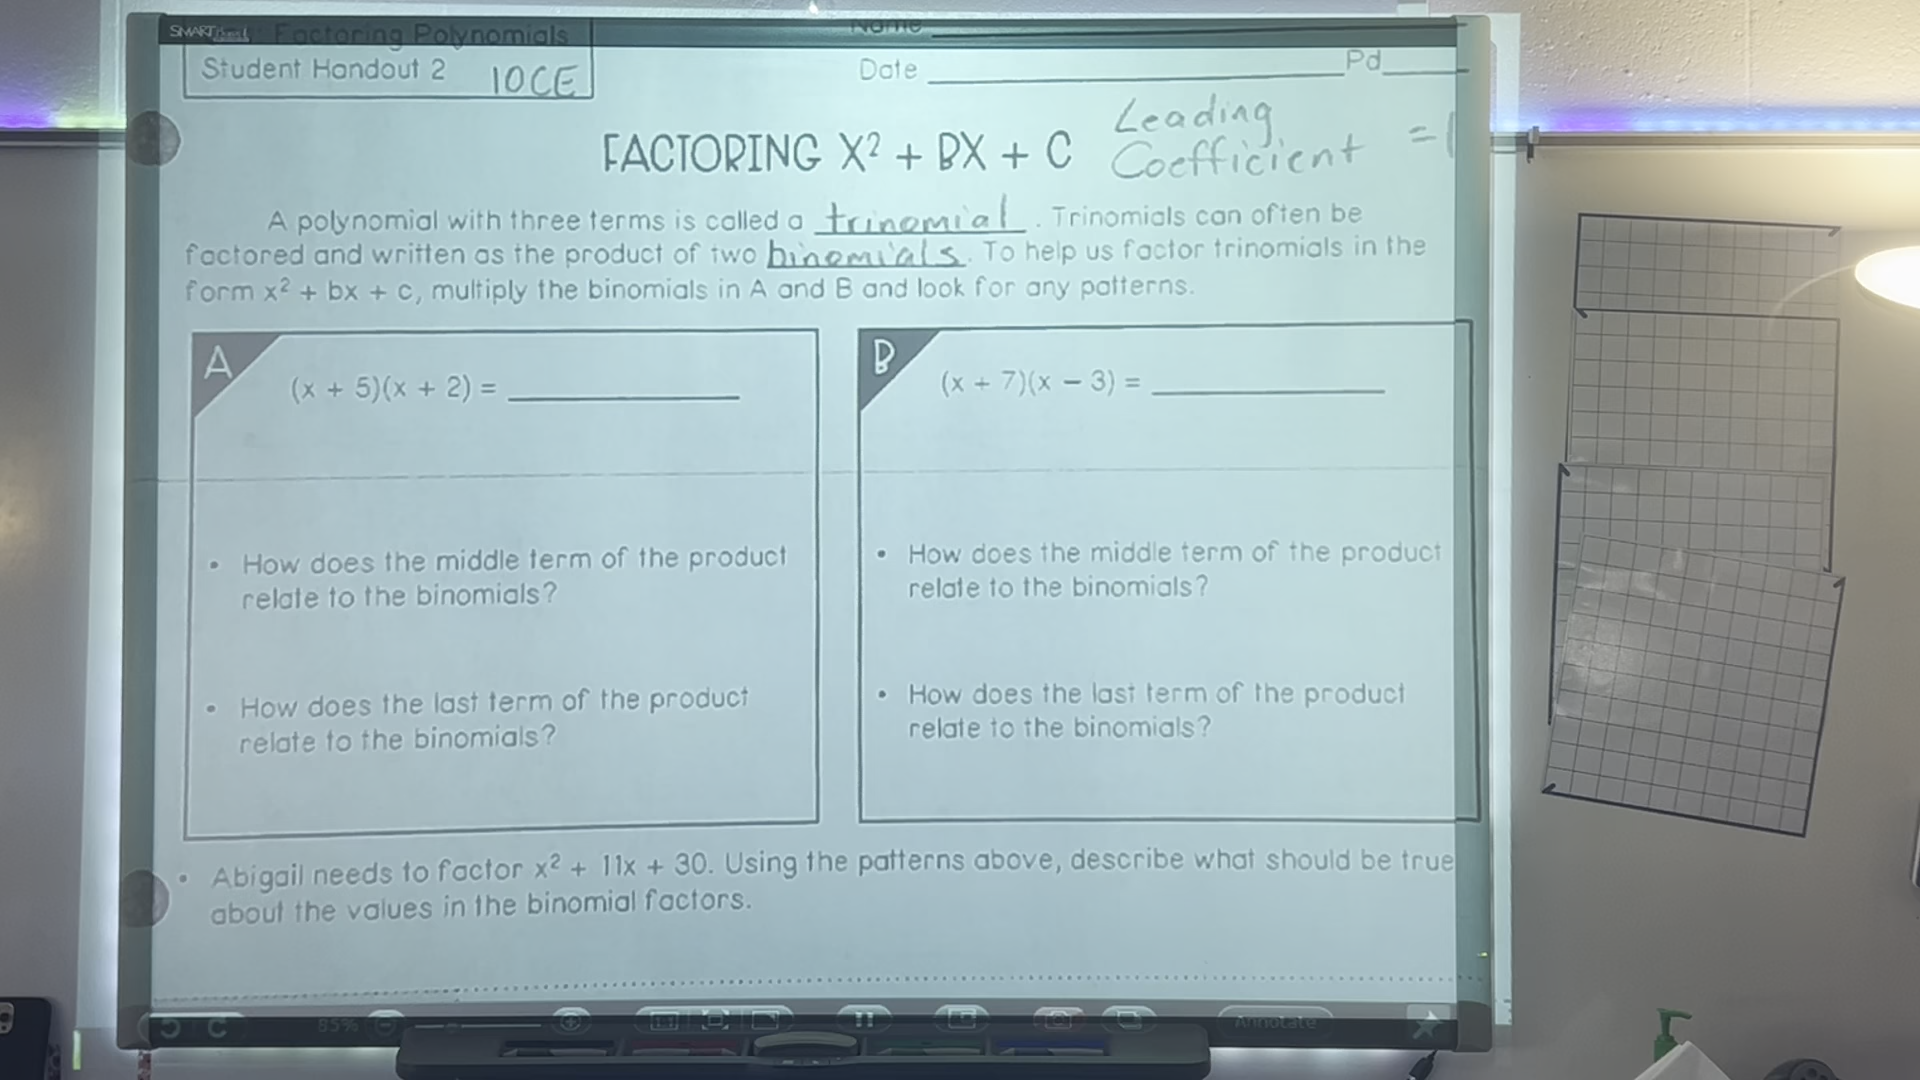 SMART
Factoring Polynomials
Name
Student Handout 2 10CE
Date Pd
FACTORING X² + BX + C
Leading
Coefficient = 1
A polynomial with three terms is called a trinomial. Trinomials can often be
factored and written as the product of two binomials. To help us factor trinomials in the
form x² + bx + c, multiply the binomials in A and B and look for any patterns.
A
(x + 5)(x + 2) =
• How does the middle term of the product
relate to the binomials?
• How does the last term of the product
relate to the binomials?
B
(x + 7)(x − 3) =
• How does the middle term of the product
relate to the binomials?
• How does the last term of the product
relate to the binomials?
• Abigail needs to factor x² + 11x + 30. Using the patterns above, describe what should be true
about the values in the binomial factors.
85%
1:1
Annotate